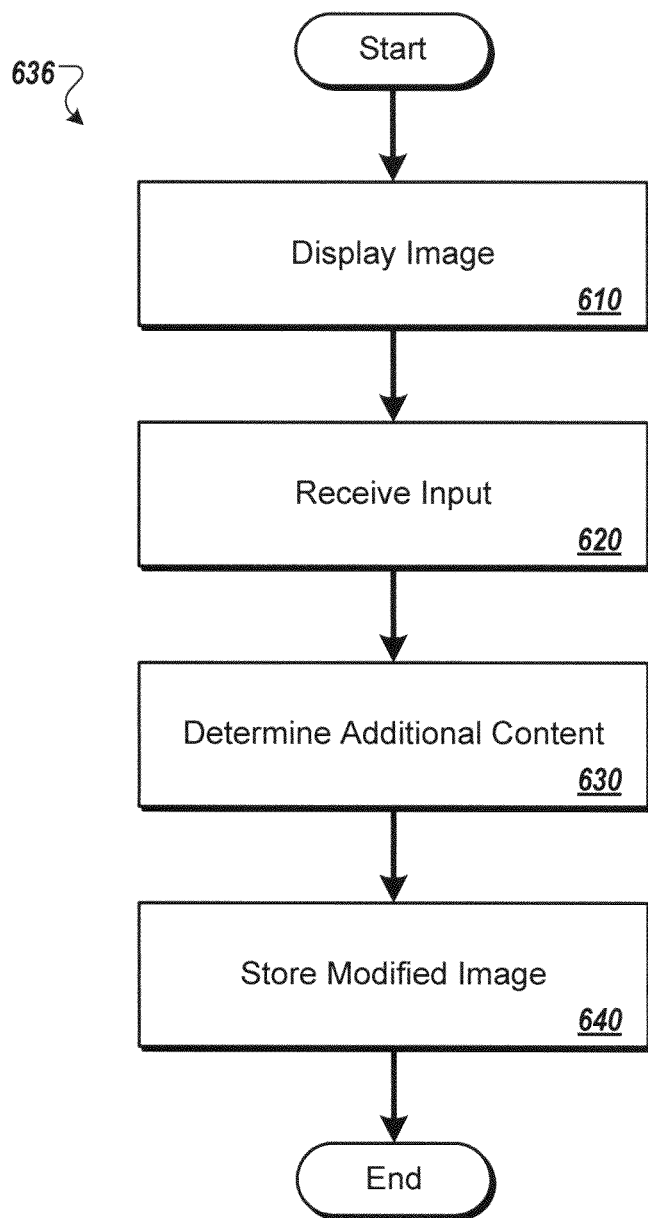 Start
636
Display Image
610
Receive Input
620
Determine Additional Content
630
Store Modified Image
640
End